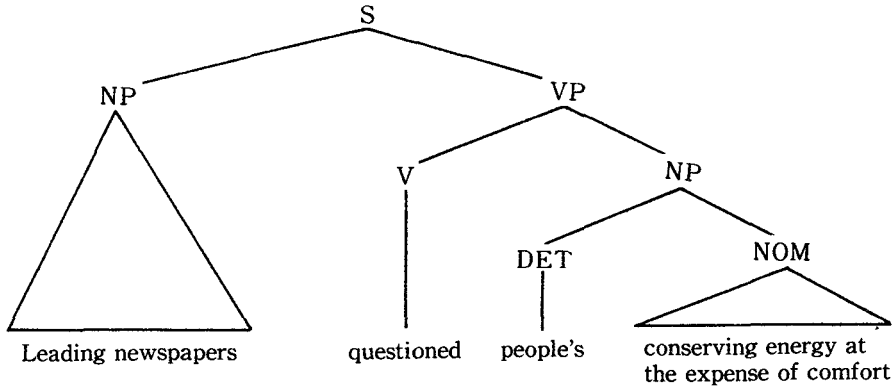 S
NP
VP
V
NP
DET
NOM
Leading newspapers questioned people's conserving energy at
the expense of comfort